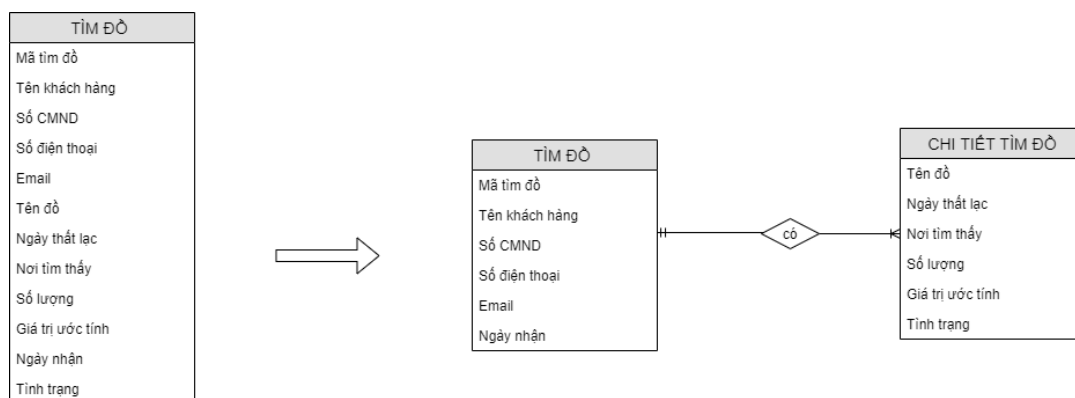 TÌM ĐỒ
Mã tìm đồ
Tên khách hàng
Số CMND
Số điện thoại
Email
Tên đồ
Ngày thất lạc
Nơi tìm thấy
Số lượng
Giá trị ước tính
Ngày nhận
Tình trạng
TÌM ĐỒ
Mã tìm đồ
Tên khách hàng
Số CMND
Số điện thoại
Email
Ngày nhận
có
CHI TIẾT TÌM ĐỒ
Tên đồ
Ngày thất lạc
Nơi tìm thấy
Số lượng
Giá trị ước tính
Tình trạng